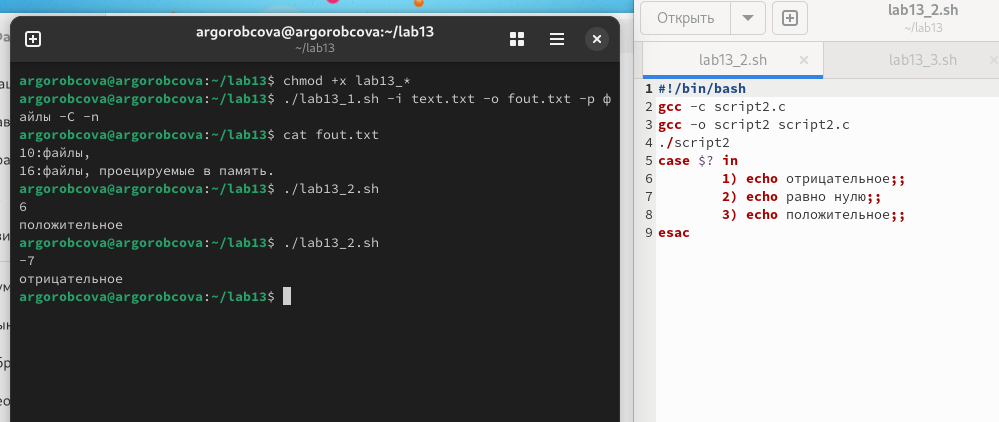 argorobcova@argorobcova:~/lab13
~/lab13
argorobcova@argorobcova:~/lab13$ chmod +x lab13_*
argorobcova@argorobcova:~/lab13$ ./lab13_1.sh -i text.txt -o fout.txt -p ф
айлы -C -n
argorobcova@argorobcova:~/lab13$ cat fout.txt
10:файлы,
16:файлы, проецируемые в память.
argorobcova@argorobcova:~/lab13$ ./lab13_2.sh
6
положительное
argorobcova@argorobcova:~/lab13$ ./lab13_2.sh
-7
отрицательное
argorobcova@argorobcova:~/lab13$
Открыть
lab13_2.sh
~/lab13
lab13_2.sh
lab13_3.sh
1 #!/bin/bash
2 gcc -c script2.c
3 gcc -o script2 script2.c
4 ./script2
5 case $? in
6 1) echo отрицательное;;
7 2) echo равно нулю;;
8 3) echo положительное;;
9 esac